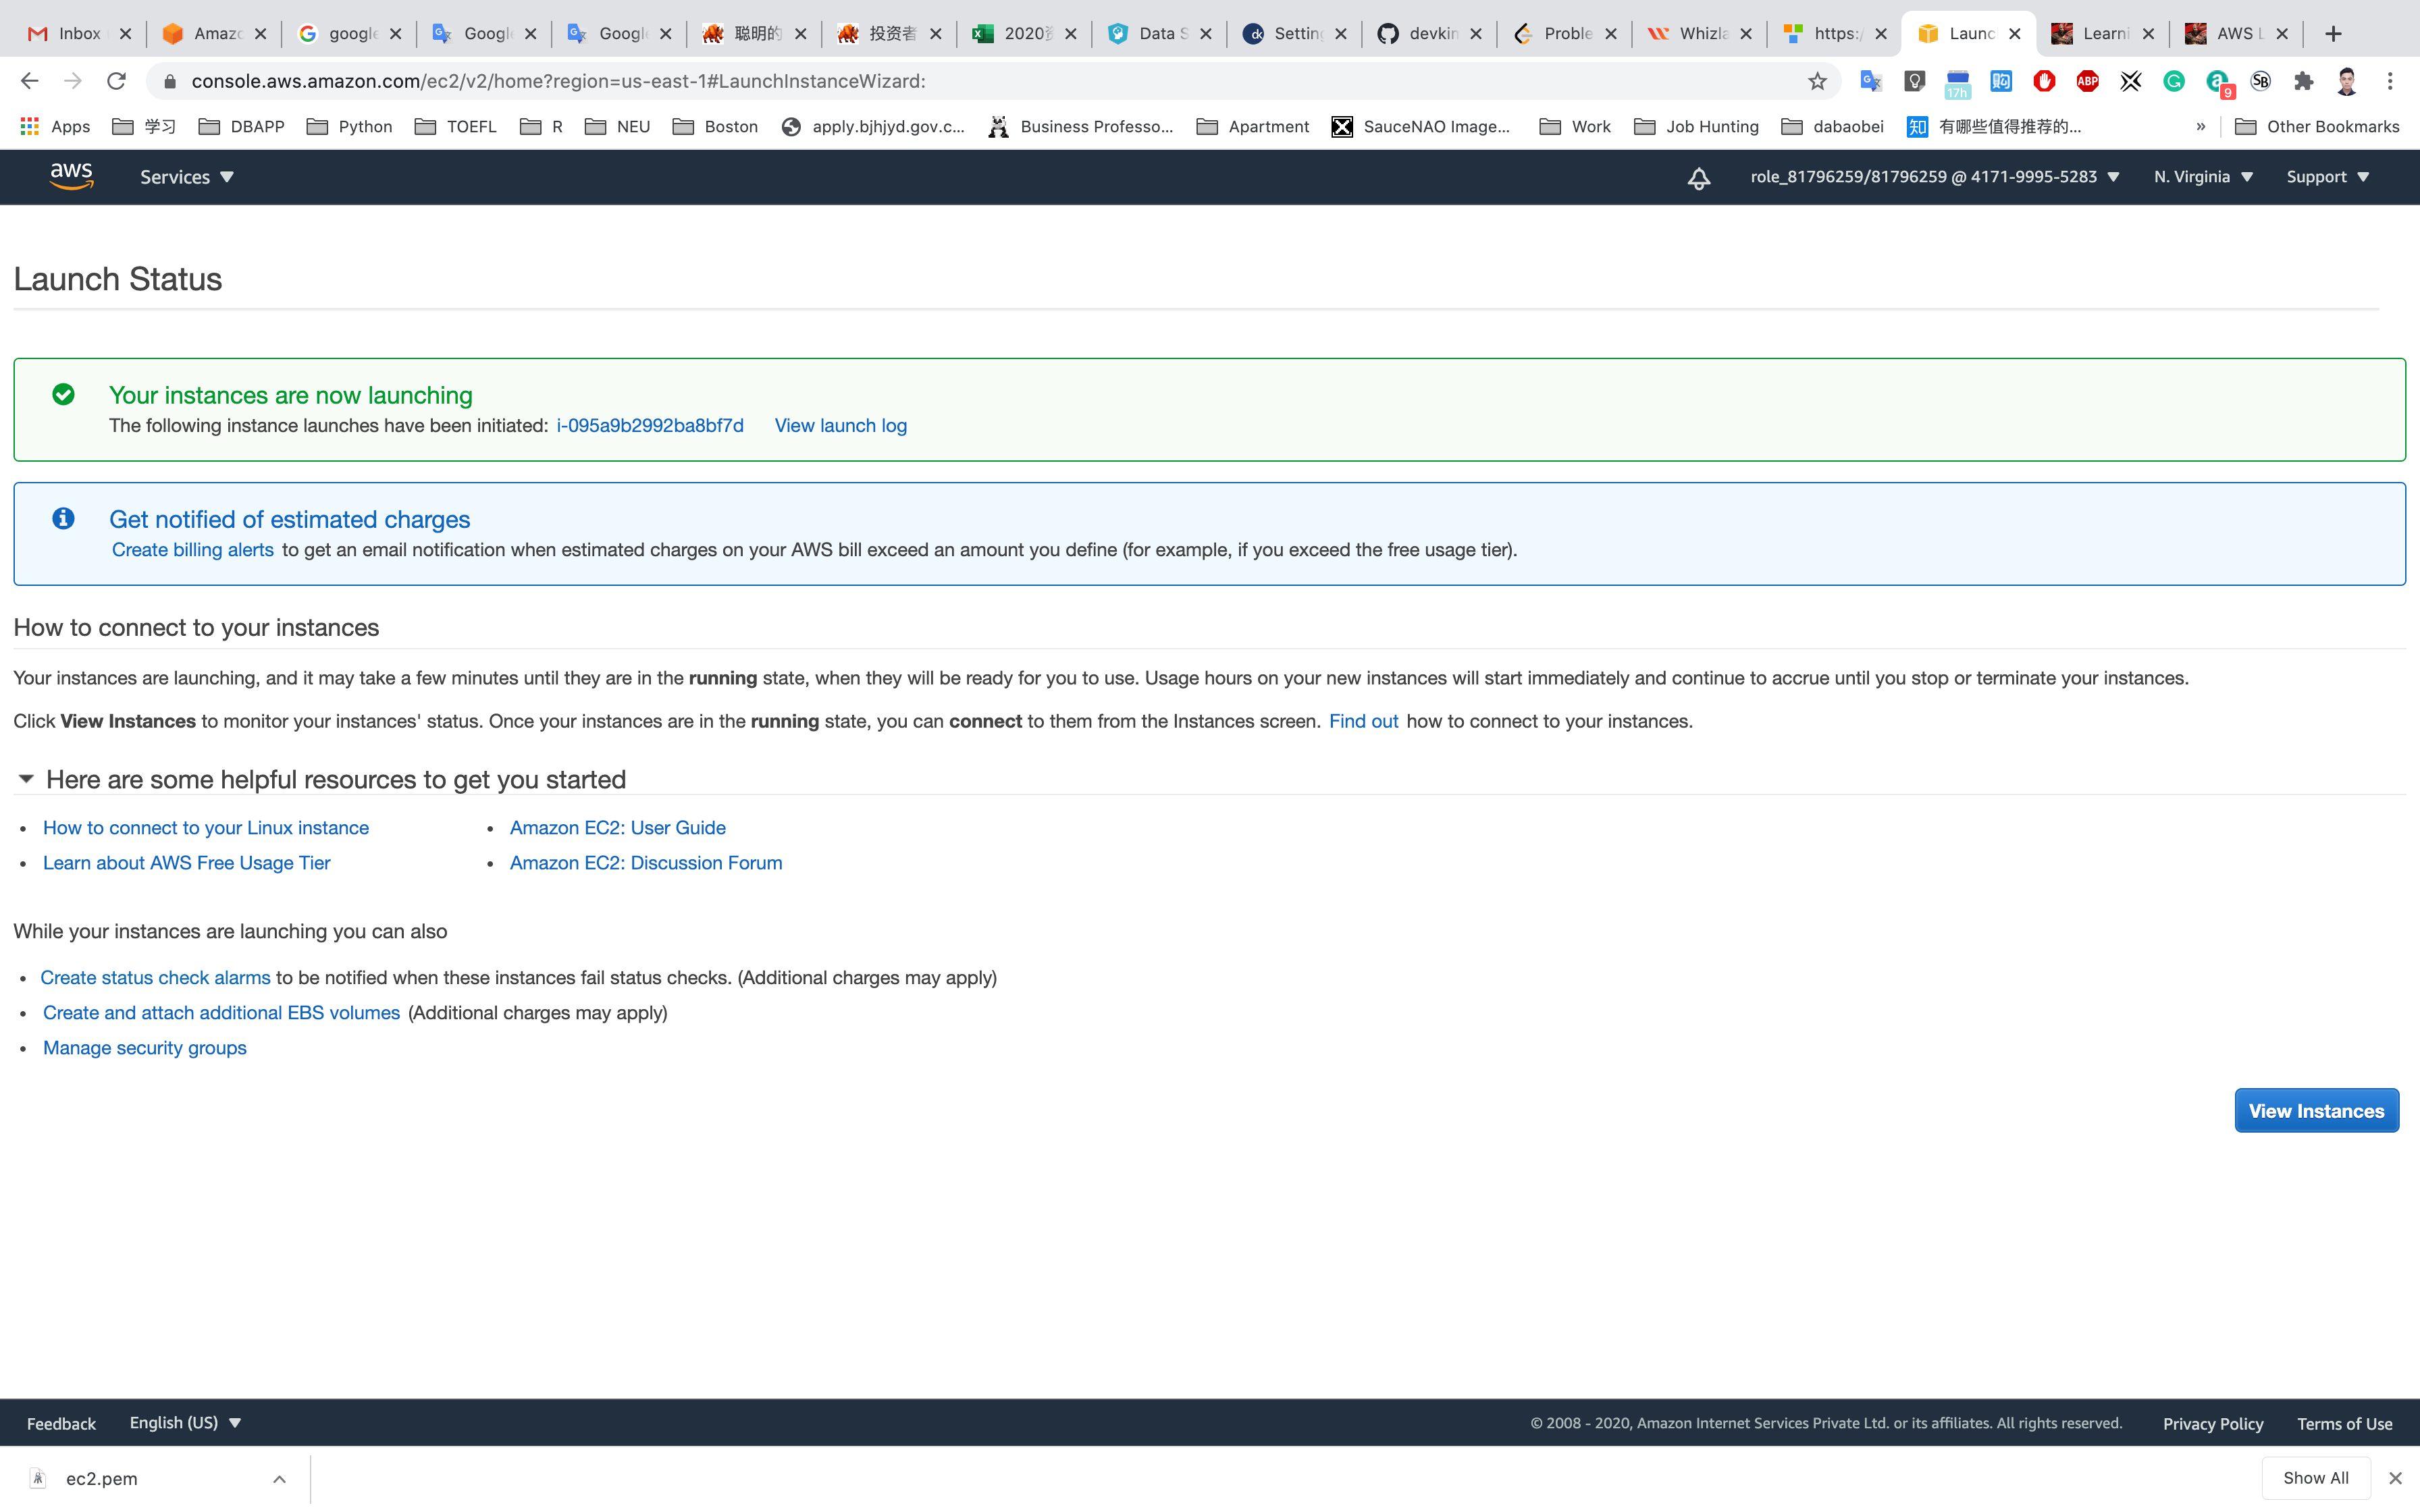 Inbox Amazo google Googl Googl 聪明的 投资者 2020资 Data S Settin devkin Proble Whizla https:/ Launc Learni AWS L
console.aws.amazon.com/ec2/v2/home?region=us-east-1#LaunchInstanceWizard:
17h ABP 9 SB
Apps 学习 DBAPP Python TOEFL R NEU Boston apply.bjhjyd.gov.c... Business Professo... Apartment SauceNAO Image... Work Job Hunting dabaobei 知 有哪些值得推荐的... » Other Bookmarks
aws Services role_81796259/81796259 @ 4171-9995-5283 N. Virginia Support
Launch Status
Your instances are now launching
The following instance launches have been initiated: i-095a9b2992ba8bf7d View launch log
Get notified of estimated charges
Create billing alerts to get an email notification when estimated charges on your AWS bill exceed an amount you define (for example, if you exceed the free usage tier).
How to connect to your instances
Your instances are launching, and it may take a few minutes until they are in the running state, when they will be ready for you to use. Usage hours on your new instances will start immediately and continue to accrue until you stop or terminate your instances.
Click View Instances to monitor your instances' status. Once your instances are in the running state, you can connect to them from the Instances screen. Find out how to connect to your instances.
Here are some helpful resources to get you started
• How to connect to your Linux instance • Amazon EC2: User Guide
• Learn about AWS Free Usage Tier • Amazon EC2: Discussion Forum
While your instances are launching you can also
• Create status check alarms to be notified when these instances fail status checks. (Additional charges may apply)
• Create and attach additional EBS volumes (Additional charges may apply)
• Manage security groups
View Instances
Feedback English (US) © 2008 - 2020, Amazon Internet Services Private Ltd. or its affiliates. All rights reserved. Privacy Policy Terms of Use
ec2.pem Show All